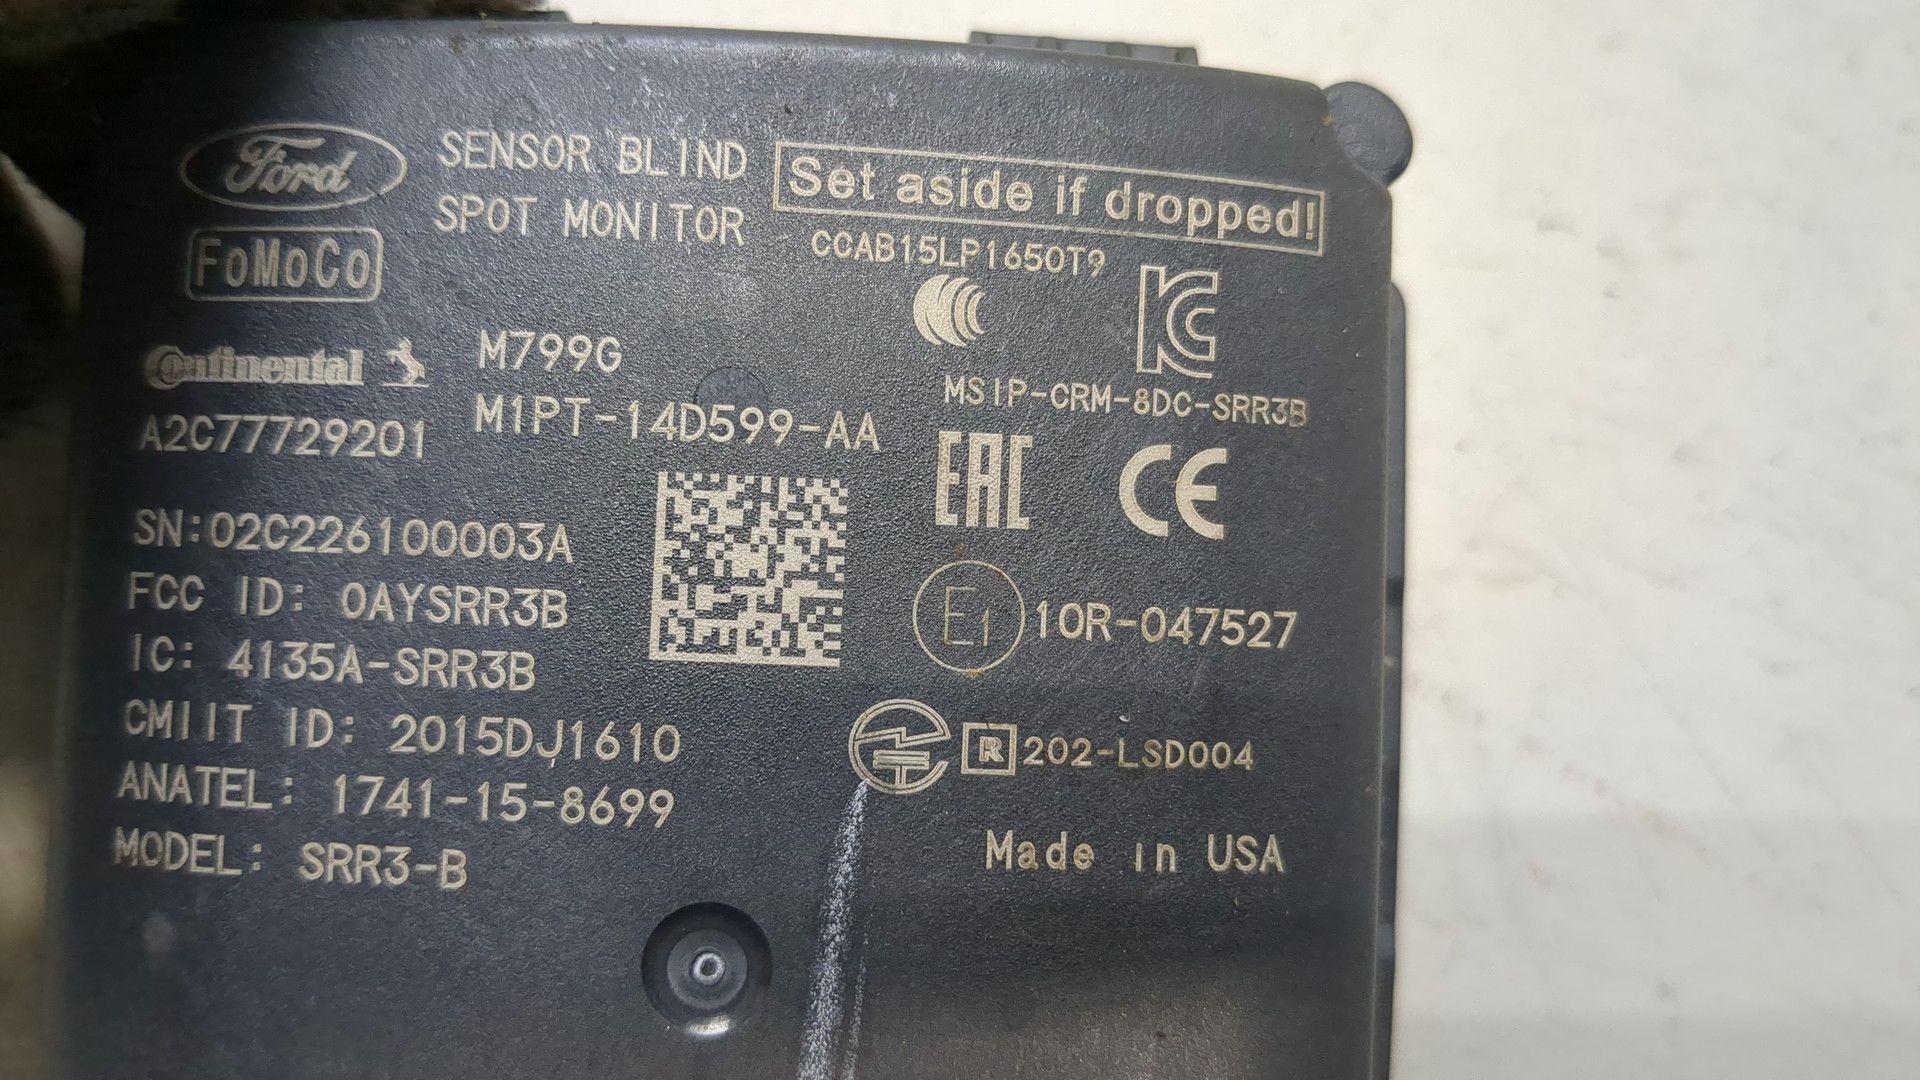 Ford
SENSOR BLIND
SPOT MONITOR
Set aside if dropped!
FoMoCo
CCAB15LP1650T9
Continental
M799G
MSIP-CRM-8DC-SRR3B
A2C77729201
M1PT-14D599-AA
EAC
CE
SN:02C226100003A
FCC ID: OAYSRR3B
E1 10R-047527
IC: 4135A-SRR3B
CMIIT ID: 2015DJ1610
R 202-LSD004
ANATEL: 1741-15-8699
MODEL: SRR3-B
Made in USA